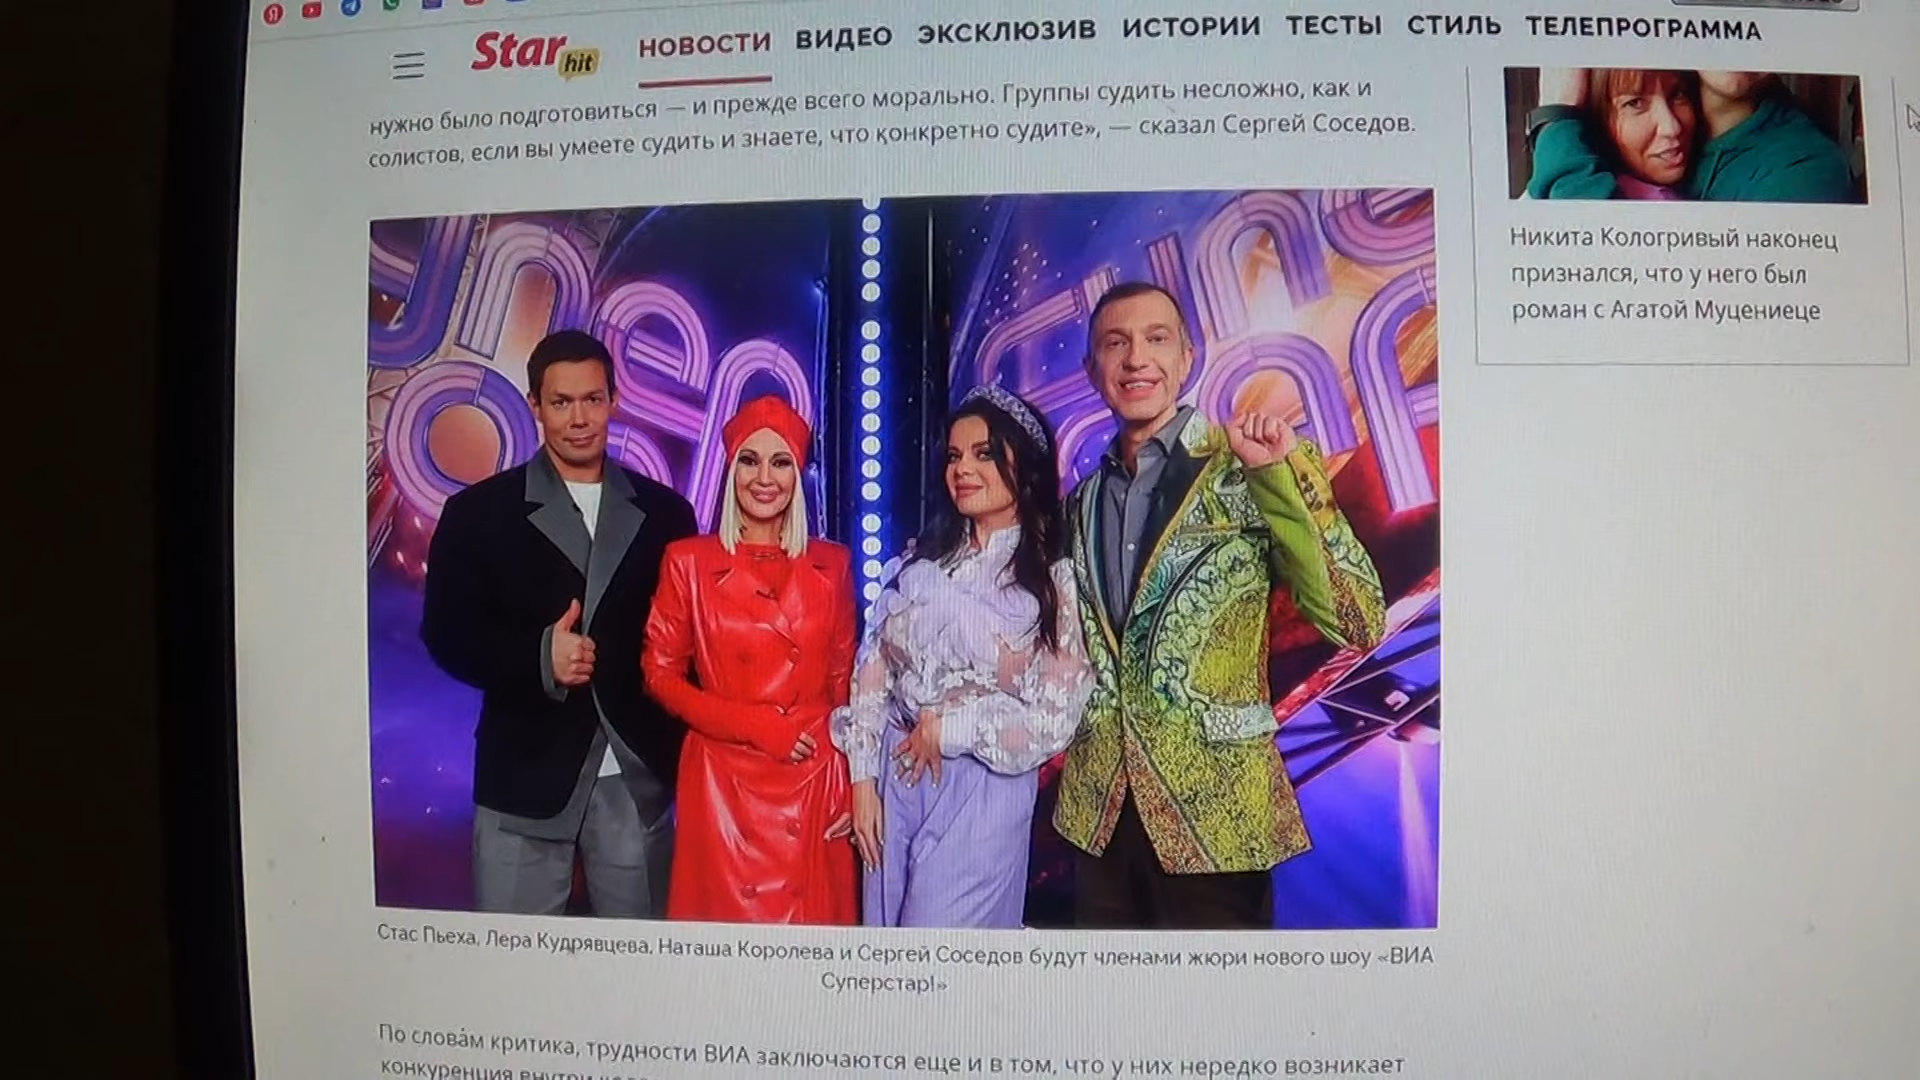 Star hit
НОВОСТИ ВИДЕО ЭКСКЛЮЗИВ ИСТОРИИ ТЕСТЫ СТИЛЬ ТЕЛЕПРОГРАММА
нужно было подготовиться — и прежде всего морально. Группы судить несложно, как и
солистов, если вы умеете судить и знаете, что конкретно судите», — сказал Сергей Соседов.
Никита Кологривый наконец
признался, что у него был
роман с Агатой Муцениеце
Стас Пьеха, Лера Кудрявцева, Наташа Королева и Сергей Соседов будут членами жюри нового шоу «ВИА
Суперстар!»
По словам критика, трудности ВИА заключаются еще и в том, что у них нередко возникает
конкуренция внутри